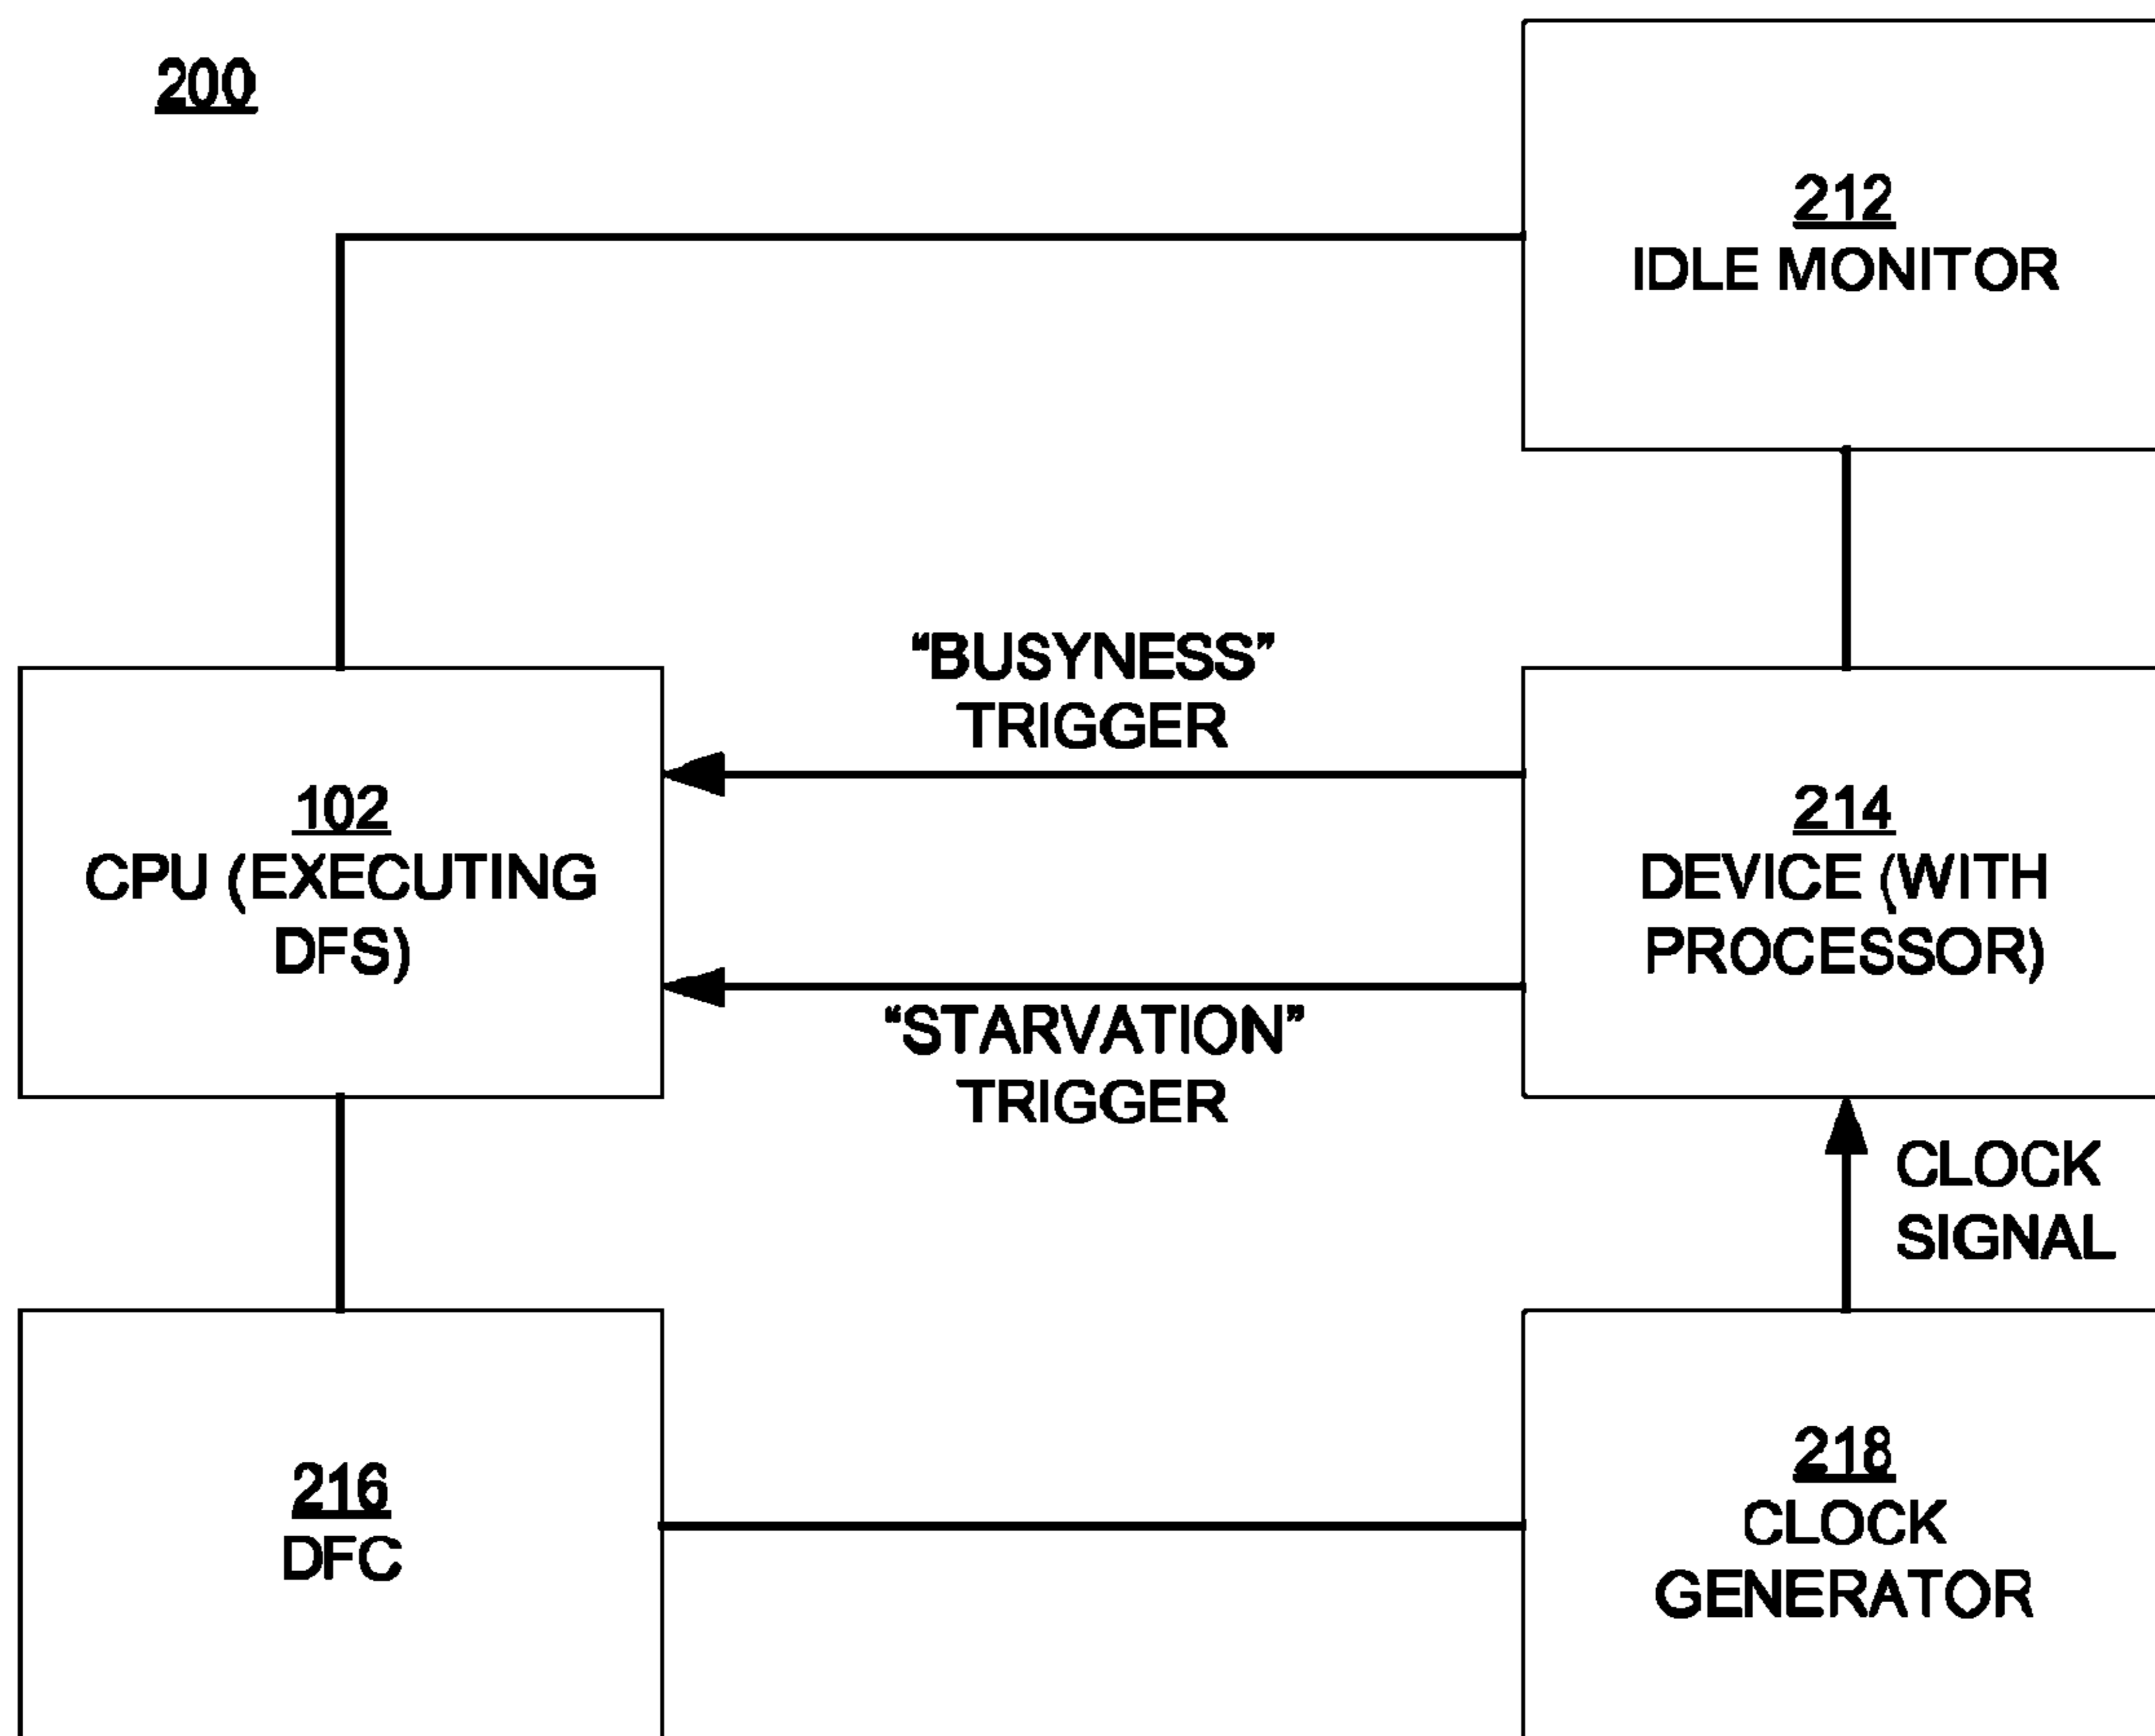 200
212
IDLE MONITOR
“BUSYNESS”
TRIGGER
102
CPU (EXECUTING
DFS)
214
DEVICE (WITH
PROCESSOR)
“STARVATION”
TRIGGER
CLOCK
SIGNAL
216
DFC
218
CLOCK
GENERATOR